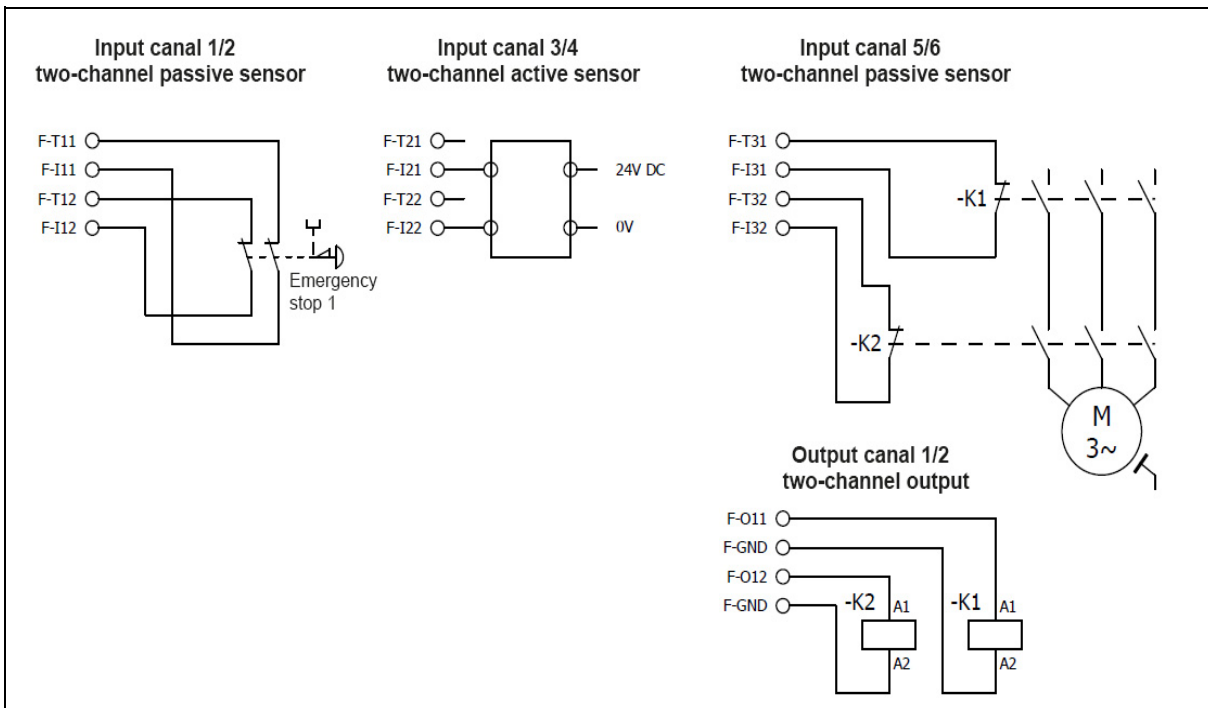 Input canal 1/2
two-channel passive sensor
F-T11
F-I11
F-T12
F-I12
Emergency
stop 1
Input canal 3/4
two-channel active sensor
F-T21
F-I21
F-T22
F-I22
24V DC
0V
Input canal 5/6
two-channel passive sensor
F-T31
F-I31
F-T32
F-I32
-K1
-K2
M
3~
Output canal 1/2
two-channel output
F-O11
F-GND
F-O12
F-GND
-K2
A1
A2
-K1
A1
A2